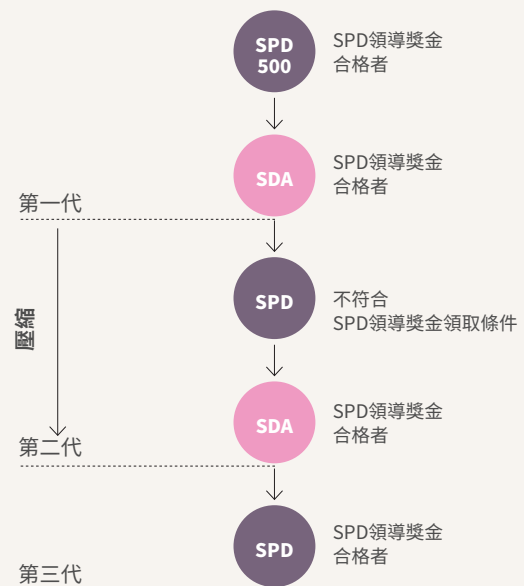 SPD
500
SPD領導獎金
合格者
SDA
SPD領導獎金
合格者
第一代
壓縮
SPD
不符合
SPD領導獎金領取條件
SDA
SPD領導獎金
合格者
第二代
SPD
SPD領導獎金
合格者
第三代